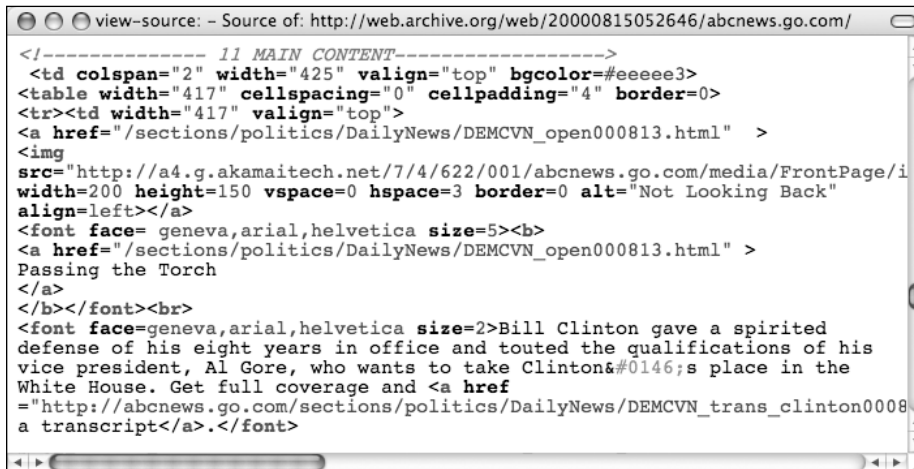 view-source: – Source of: http://web.archive.org/web/20000815052646/abcnews.go.com/
<!-------------- 11 MAIN CONTENT------------------->
<td colspan="2" width="425" valign="top" bgcolor=#eeeee3>
<table width="417" cellspacing="0" cellpadding="4" border=0>
<tr><td width="417" valign="top">
<a href="/sections/politics/DailyNews/DEMCVN_open000813.html"  >
<img
src="http://a4.g.akamaitech.net/7/4/622/001/abcnews.go.com/media/FrontPage/i
width=200 height=150 vspace=0 hspace=3 border=0 alt="Not Looking Back"
align=left></a>
<font face= geneva,arial,helvetica size=5><b>
<a href="/sections/politics/DailyNews/DEMCVN_open000813.html" >
Passing the Torch
</a>
</b></font><br>
<font face=geneva,arial,helvetica size=2>Bill Clinton gave a spirited
defense of his eight years in office and touted the qualifications of his
vice president, Al Gore, who wants to take Clinton&#0146;s place in the
White House. Get full coverage and <a href
="http://abcnews.go.com/sections/politics/DailyNews/DEMCVN_trans_clinton0008
a transcript</a>.</font>